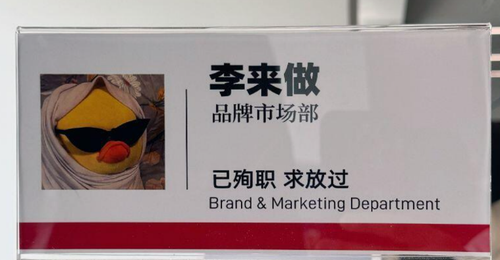 李来做
品牌市场部
已殉职 求放过
Brand & Marketing Department